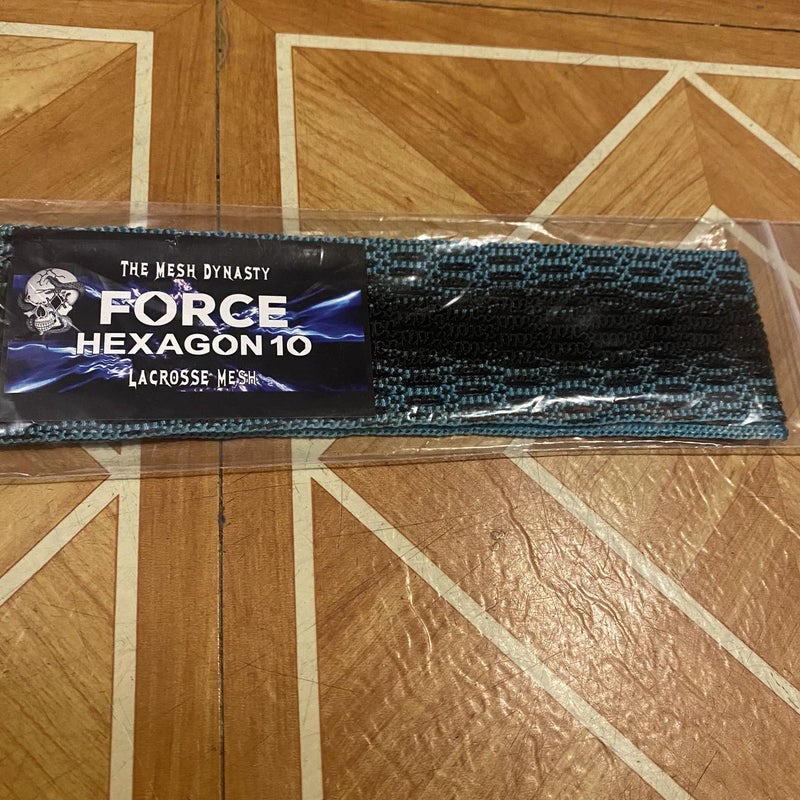 The Mesh Dynasty
FORCE
HEXAGON 10
Lacrosse Mesh